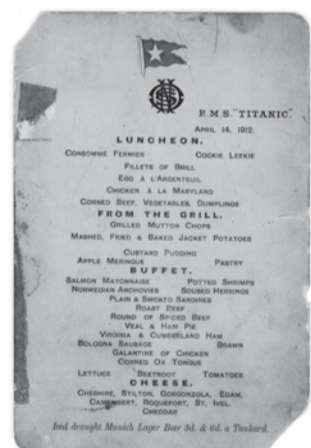 R.M.S. "TITANIC."
APRIL 14, 1912.
LUNCHEON.
CONSOMMÉ FERMIER COCKIE LEEKIE
FILLETS OF BRILL
EGG À L'ARGENTEUIL
CHICKEN À LA MARYLAND
CORNED BEEF, VEGETABLES, DUMPLINGS
FROM THE GRILL.
GRILLED MUTTON CHOPS
MASHED, FRIED & BAKED JACKET POTATOES
CUSTARD PUDDING
APPLE MERINGUE PASTRY
BUFFET.
SALMON MAYONNAISE POTTED SHRIMPS
NORWEGIAN ANCHOVIES SOUSED HERRINGS
PLAIN & SMOKED SARDINES
ROAST BEEF
ROUND OF SPICED BEEF
VEAL & HAM PIE
VIRGINIA & CUMBERLAND HAM
BOLOGNA SAUSAGE BRAWN
GALANTINE OF CHICKEN
CORNED OX TONGUE
LETTUCE BEETROOT TOMATOES
CHEESE.
CHESHIRE, STILTON, GORGONZOLA, EDAM,
CAMEMBERT, ROQUEFORT, ST. IVEL.
CHEDDAR
Iced draught Munich Lager Beer 3d. & 6d. a Tankard.